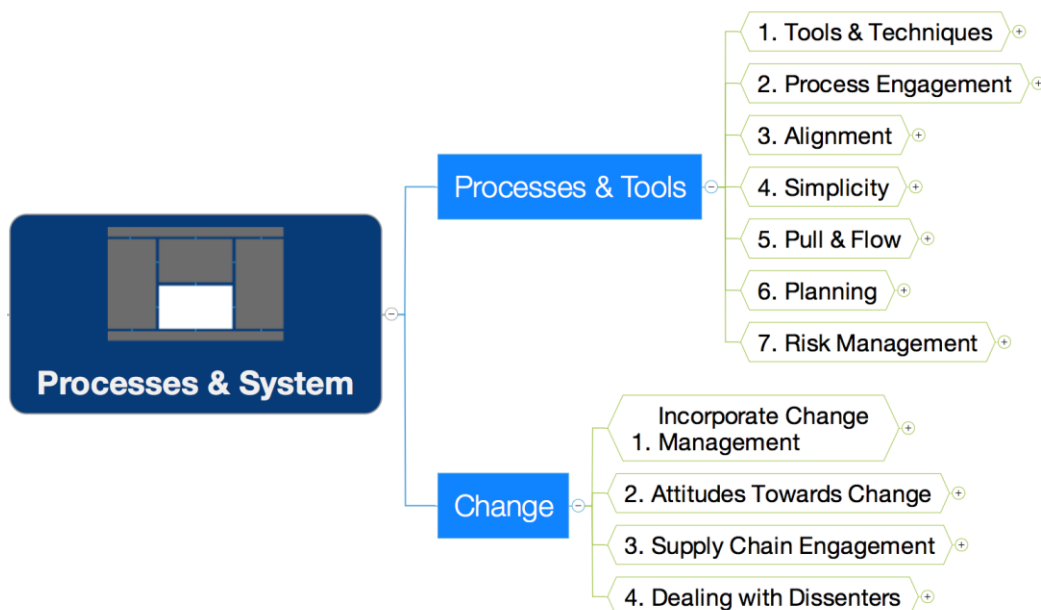 1. Tools & Techniques
2. Process Engagement
3. Alignment
Processes & Tools
4. Simplicity
5. Pull & Flow
6. Planning
7. Risk Management
Processes & System
Incorporate Change
1. Management
Change
2. Attitudes Towards Change
3. Supply Chain Engagement
4. Dealing with Dissenters